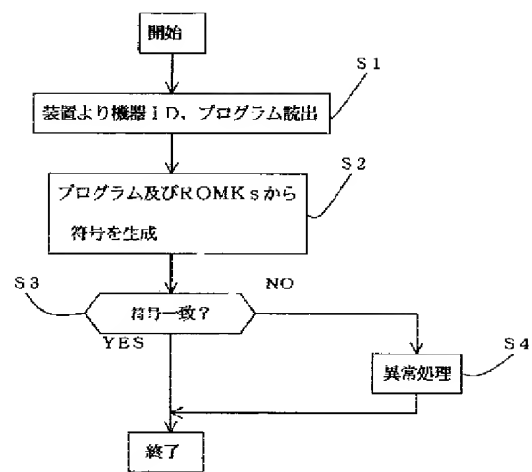 開始
S1
装置より機器ID、プログラム読出
S2
プログラム及びROMKsから
符号を生成
S3
NO
符号一致?
YES
S4
異常処理
終了